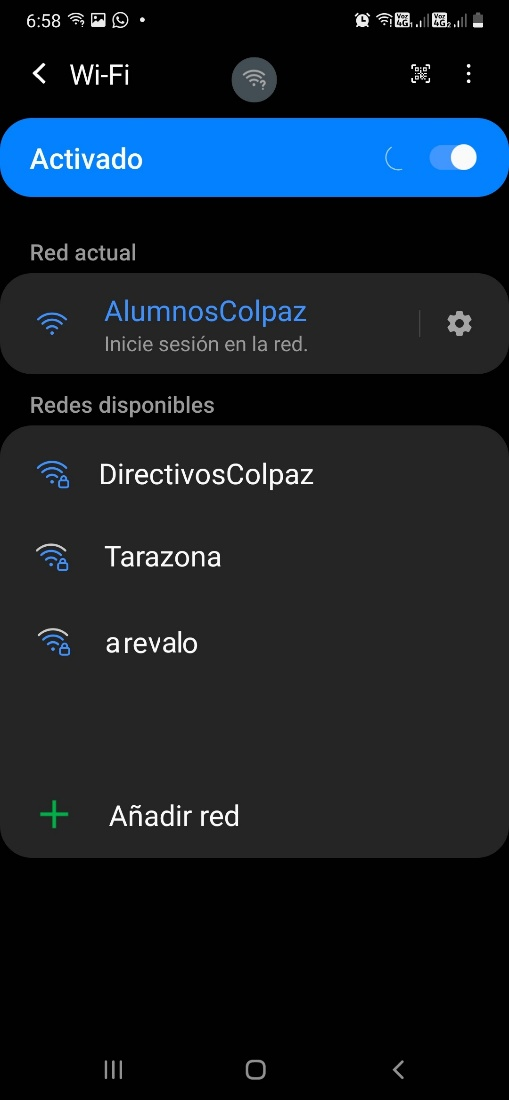 6:58
Wi-Fi
Activado
Red actual
AlumnosColpaz
Inicie sesión en la red.
Redes disponibles
DirectivosColpaz
Tarazona
arevalo
Añadir red